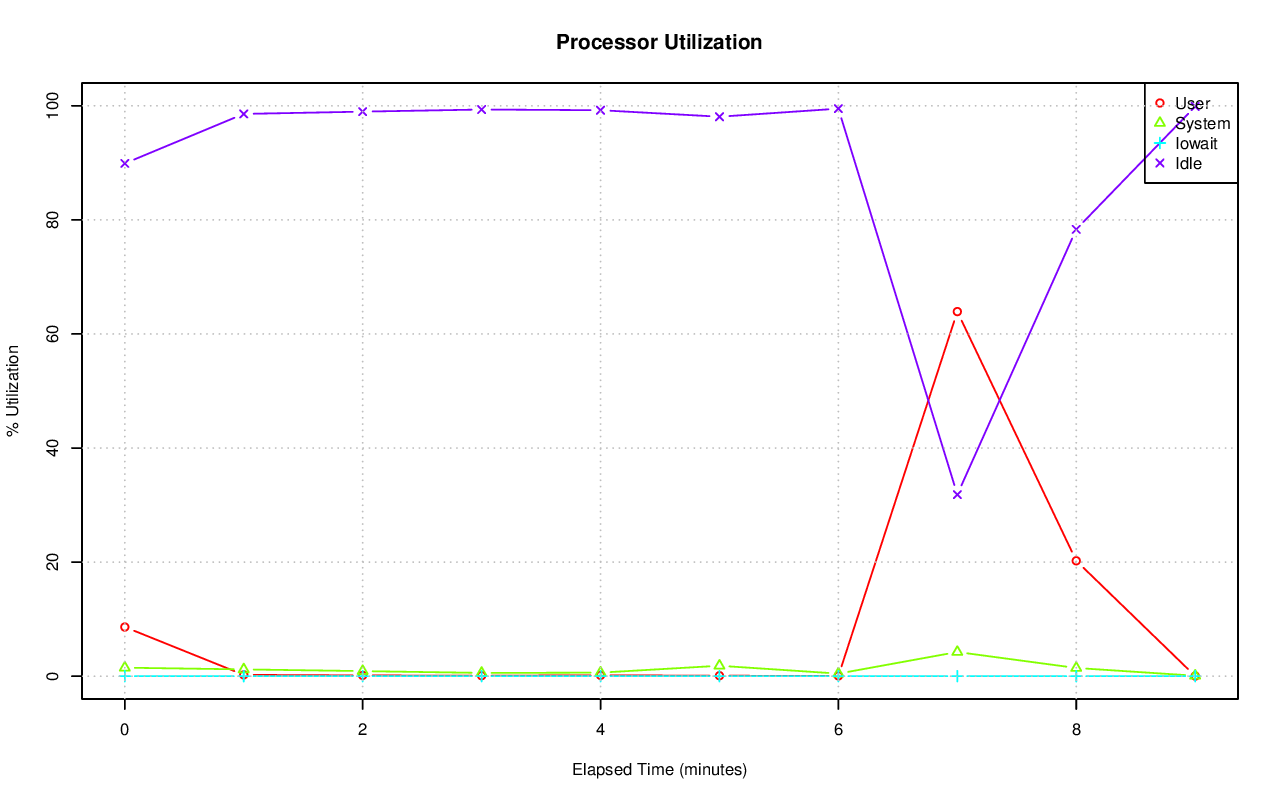 Processor Utilization
100
80
60
40
20
0
% Utilization
User
System
Iowait
Idle
0 2 4 6 8
Elapsed Time (minutes)